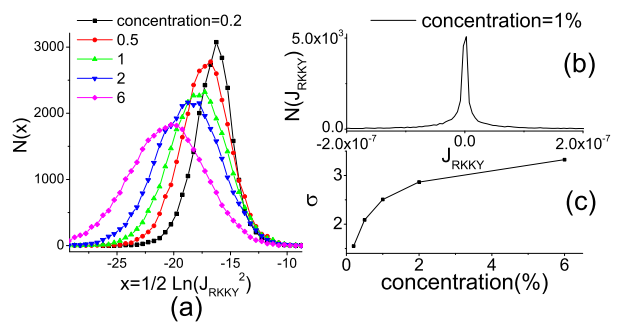 concentration=0.2
0.5
1
2
6
3000
2000
1000
0
N(x)
-25 -20 -15 -10
x=1/2 Ln(J_RKKY^2)
(a)
concentration=1%
5.0x10^3
0.0
N(J_RKKY)
(b)
-2.0x10^-7 0.0 2.0x10^-7
J_RKKY
3
2
σ
(c)
0 2 4 6
concentration(%)